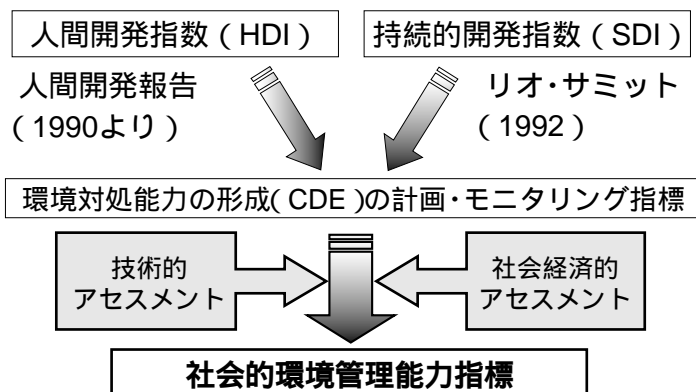 人間開発指数（HDI）
持続的開発指数（SDI）
人間開発報告
（1990より）
リオ・サミット
（1992）
環境対処能力の形成（CDE）の計画・モニタリング指標
技術的
アセスメント
社会経済的
アセスメント
社会的環境管理能力指標